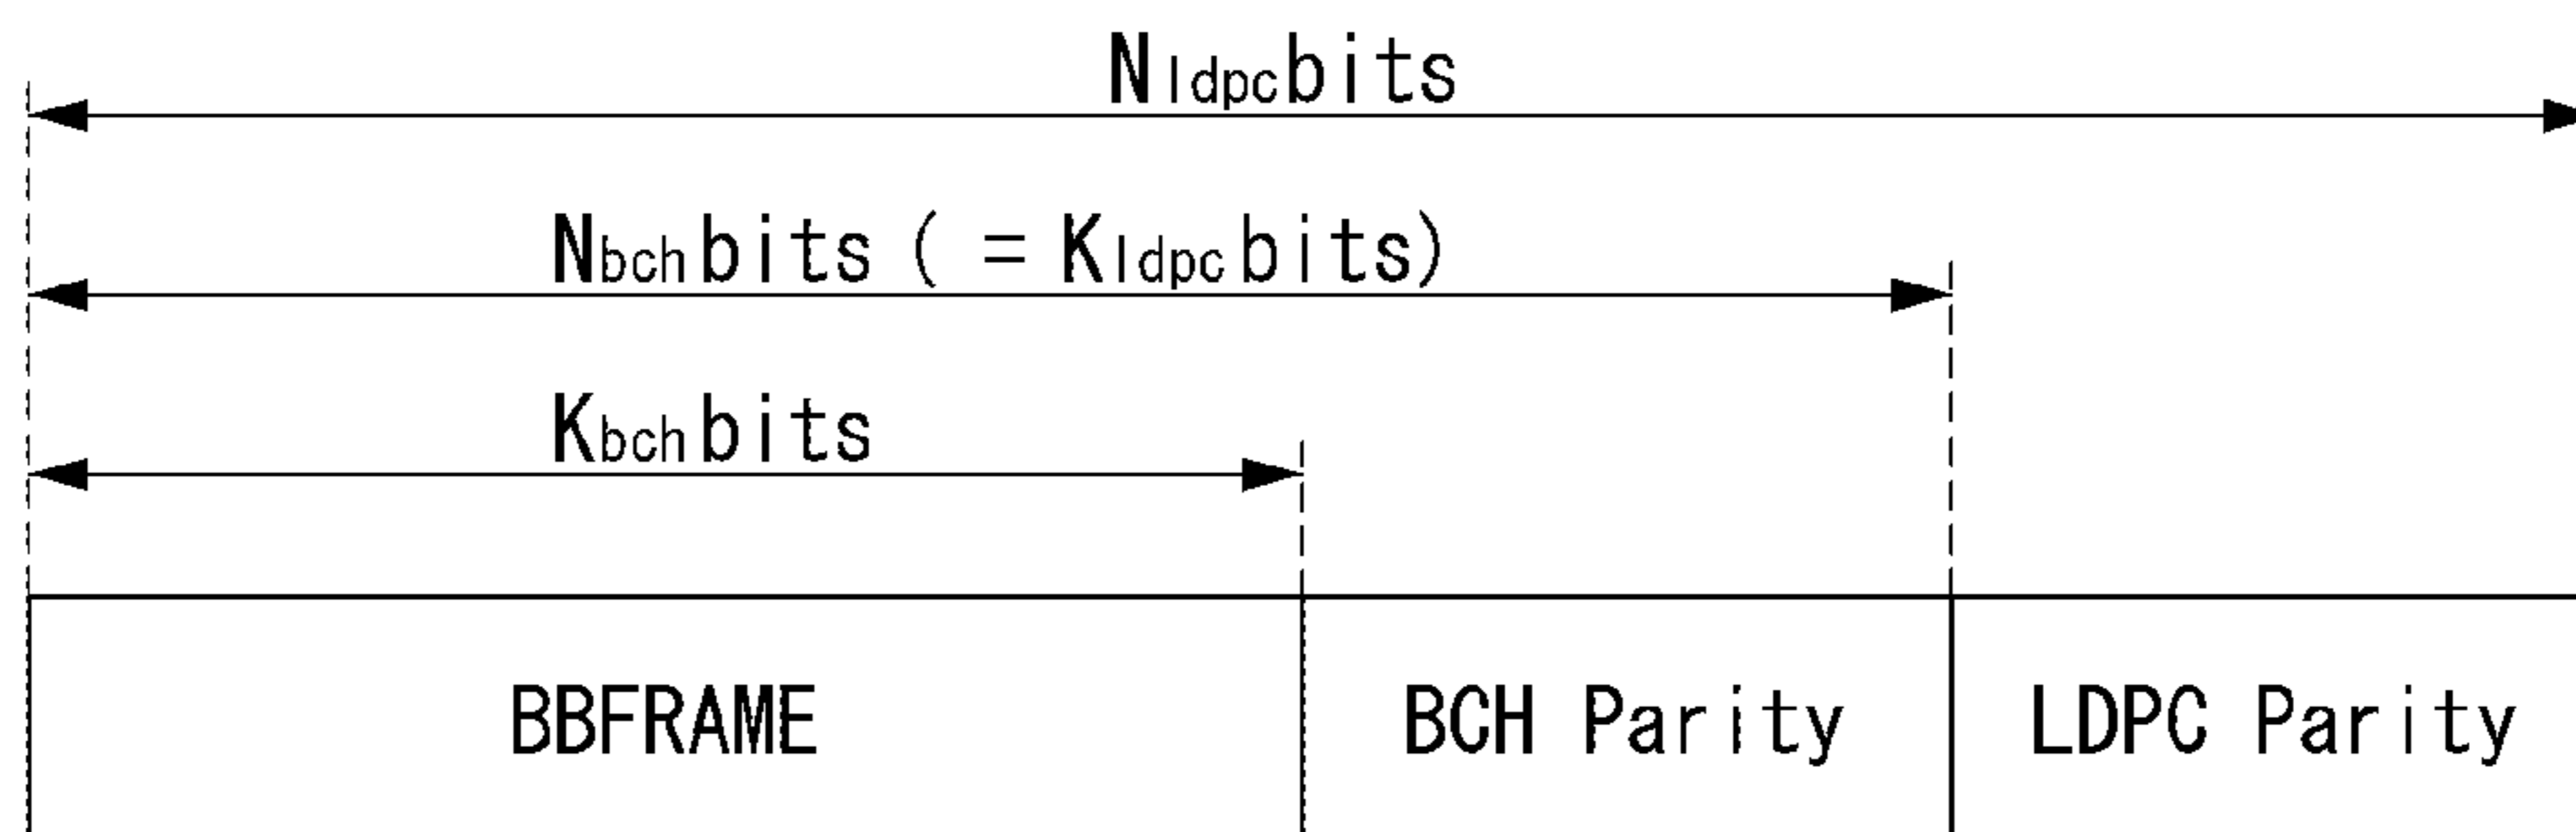 Nldpcbits
Nbchbits ( = Kldpcbits)
Kbchbits
BBFRAME BCH Parity LDPC Parity